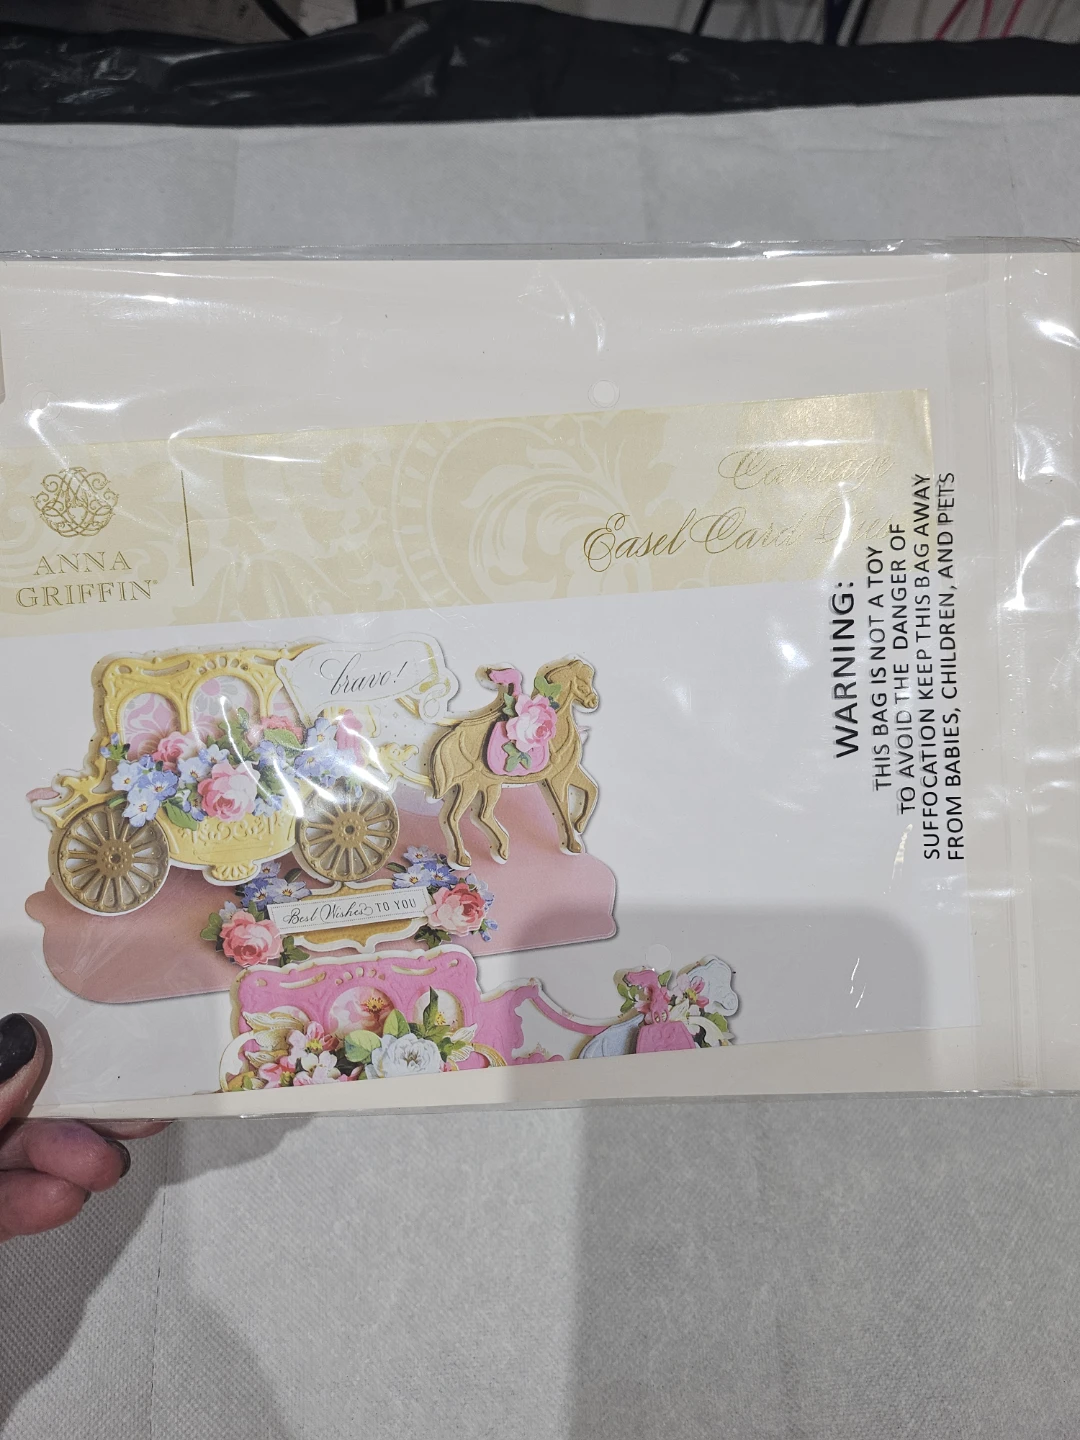 ANNA
GRIFFIN®
Carriage
Easel Card Dies
bravo!
Best Wishes TO YOU
WARNING:
THIS BAG IS NOT A TOY
TO AVOID THE DANGER OF
SUFFOCATION KEEP THIS BAG AWAY
FROM BABIES, CHILDREN, AND PETS